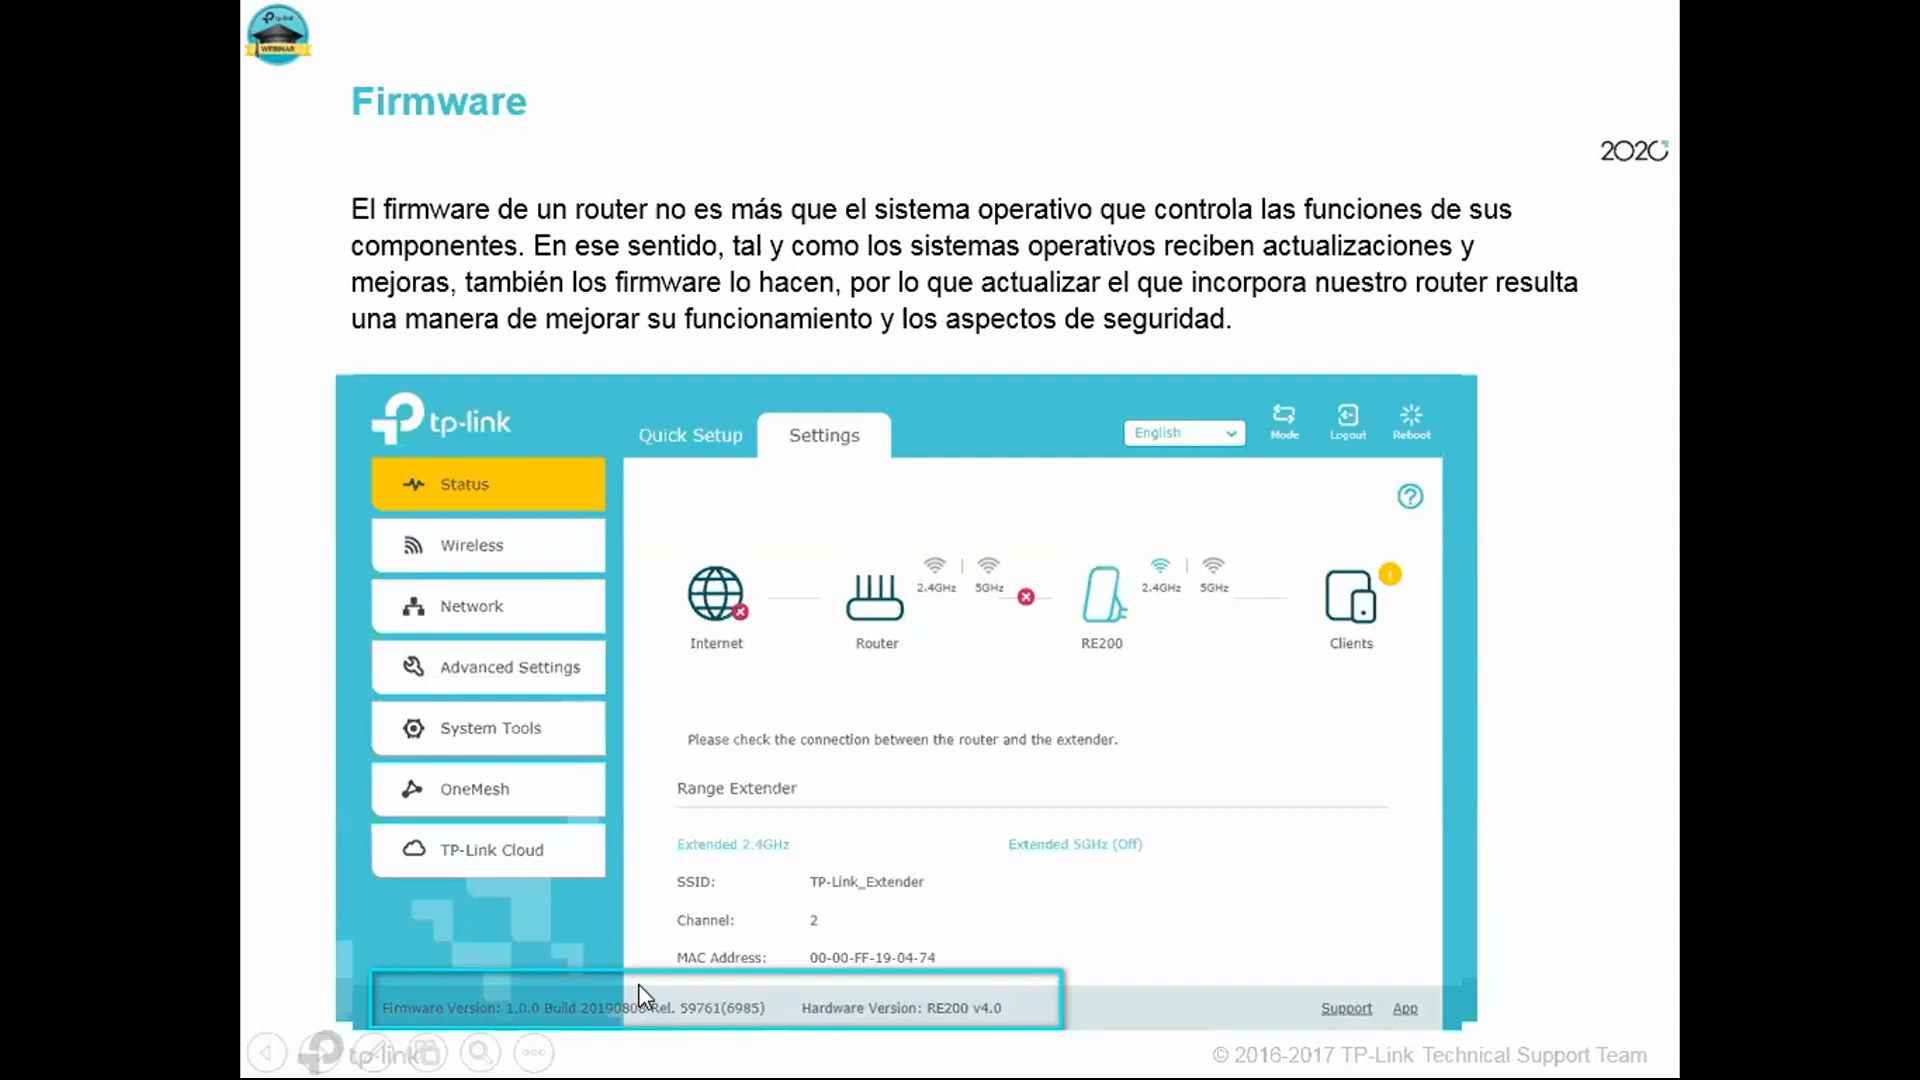 tp-link
WEBINAR
Firmware
2020
El firmware de un router no es más que el sistema operativo que controla las funciones de sus
componentes. En ese sentido, tal y como los sistemas operativos reciben actualizaciones y
mejoras, también los firmware lo hacen, por lo que actualizar el que incorpora nuestro router resulta
una manera de mejorar su funcionamiento y los aspectos de seguridad.
tp-link
Quick Setup
Settings
English
Mode
Logout
Reboot
Status
Wireless
Network
Advanced Settings
System Tools
OneMesh
TP-Link Cloud
2.4GHz
5GHz
2.4GHz
5GHz
Internet
Router
RE200
Clients
Please check the connection between the router and the extender.
Range Extender
Extended 2.4GHz
Extended 5GHz (Off)
SSID: TP-Link_Extender
Channel: 2
MAC Address: 00-00-FF-19-04-74
Firmware Version: 1.0.0 Build Rel. 59761(6985) Hardware Version: RE200 v4.0
Support
App
tp-link
© 2016-2017 TP-Link Technical Support Team